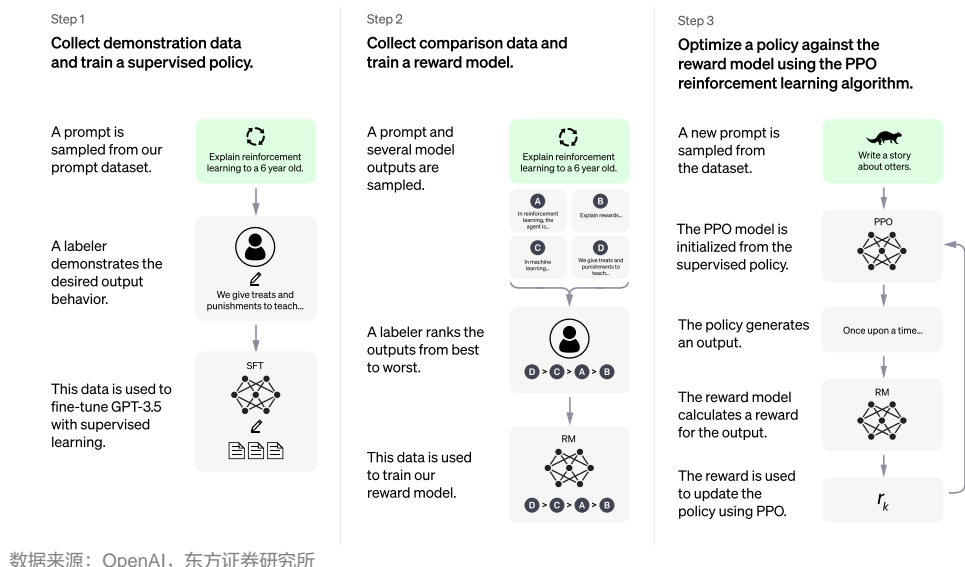 Step 1
Collect demonstration data
and train a supervised policy.
A prompt is
sampled from our
prompt dataset.
Explain reinforcement
learning to a 6 year old.
A labeler
demonstrates the
desired output
behavior.
We give treats and
punishments to teach...
This data is used to
fine-tune GPT-3.5
with supervised
learning.
SFT
Step 2
Collect comparison data and
train a reward model.
A prompt and
several model
outputs are
sampled.
Explain reinforcement
learning to a 6 year old.
A
In reinforcement
learning, the
agent is...
B
Explain rewards...
C
In machine
learning...
D
We give treats and
punishments to
teach...
A labeler ranks the
outputs from best
to worst.
D > C > A > B
This data is used
to train our
reward model.
RM
D > C > A > B
Step 3
Optimize a policy against the
reward model using the PPO
reinforcement learning algorithm.
A new prompt is
sampled from
the dataset.
Write a story
about otters.
The PPO model is
initialized from the
supervised policy.
PPO
The policy generates
an output.
Once upon a time...
The reward model
calculates a reward
for the output.
RM
The reward is used
to update the
policy using PPO.
rk
数据来源：OpenAI，东方证券研究所